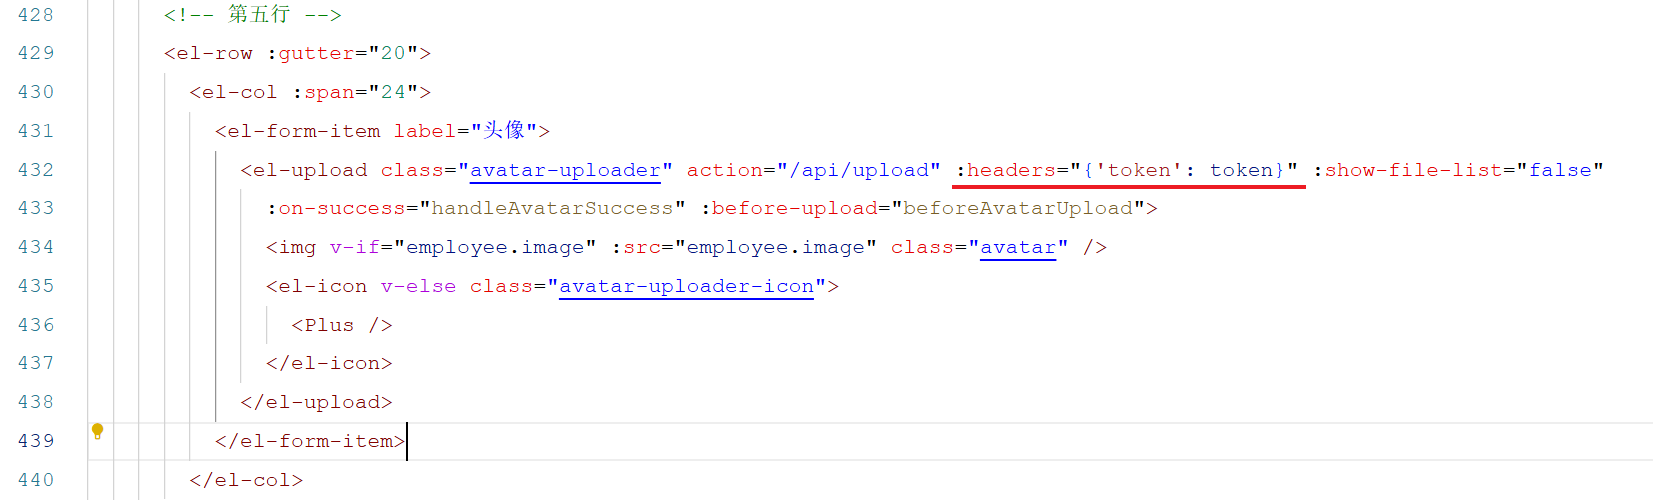 428 <!-- 第五行 -->
429 <el-row :gutter="20">
430 <el-col :span="24">
431 <el-form-item label="头像">
432 <el-upload class="avatar-uploader" action="/api/upload" :headers="{'token': token}" :show-file-list="false"
433 :on-success="handleAvatarSuccess" :before-upload="beforeAvatarUpload">
434 <img v-if="employee.image" :src="employee.image" class="avatar" />
435 <el-icon v-else class="avatar-uploader-icon">
436 <Plus />
437 </el-icon>
438 </el-upload>
439 </el-form-item>
440 </el-col>